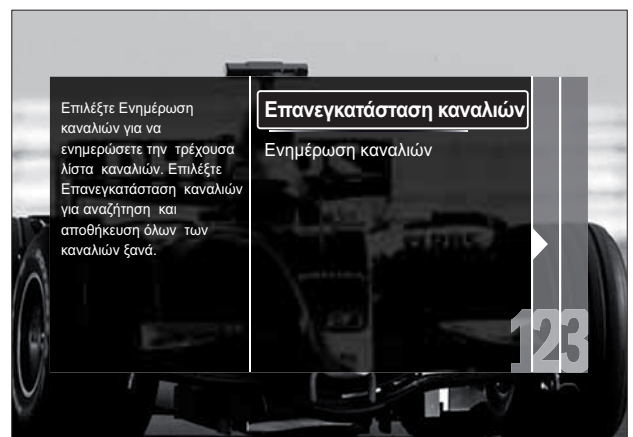 Επιλέξτε Ενημέρωση
καναλιών για να
ενημερώσετε την τρέχουσα
λίστα καναλιών. Επιλέξτε
Επανεγκατάσταση καναλιών
για αναζήτηση και
αποθήκευση όλων των
καναλιών ξανά.
Επανεγκατάσταση καναλιών
Ενημέρωση καναλιών
123